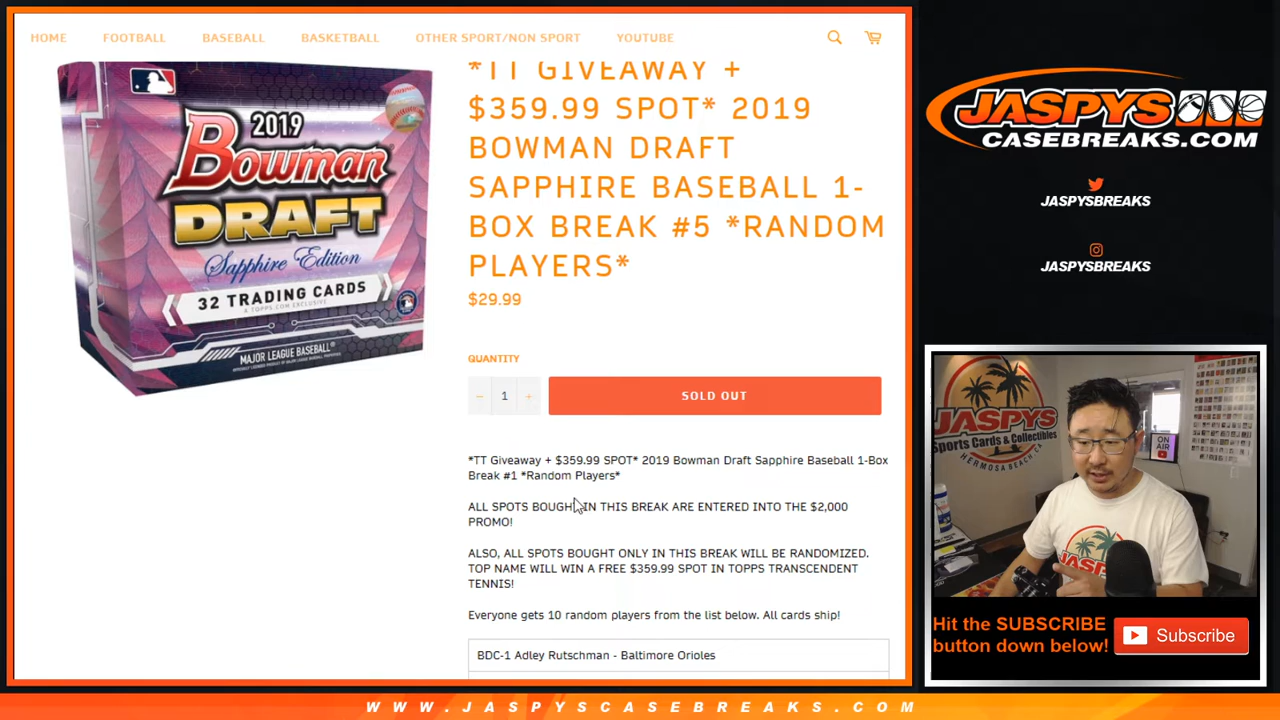 HOME FOOTBALL BASEBALL BASKETBALL OTHER SPORT/NON SPORT YOUTUBE
*TT GIVEAWAY +
$359.99 SPOT* 2019
BOWMAN DRAFT
SAPPHIRE BASEBALL 1-
BOX BREAK #5 *RANDOM
PLAYERS*
$29.99
QUANTITY
− 1 +
SOLD OUT
*TT Giveaway + $359.99 SPOT* 2019 Bowman Draft Sapphire Baseball 1-Box
Break #1 *Random Players*
ALL SPOTS BOUGHT IN THIS BREAK ARE ENTERED INTO THE $2,000
PROMO!
ALSO, ALL SPOTS BOUGHT ONLY IN THIS BREAK WILL BE RANDOMIZED.
TOP NAME WILL WIN A FREE $359.99 SPOT IN TOPPS TRANSCENDENT
TENNIS!
Everyone gets 10 random players from the list below. All cards ship!
BDC-1 Adley Rutschman - Baltimore Orioles
2019
Bowman
DRAFT
Sapphire Edition
32 TRADING CARDS
A TOPPS.COM EXCLUSIVE
MAJOR LEAGUE BASEBALL
JASPYS
CASEBREAKS.COM
JASPYSBREAKS
JASPYSBREAKS
JASPYS
Sports Cards & Collectibles
HERMOSA BEACH, CA
ON
AIR
JASPYS
Hit the SUBSCRIBE
button down below!
Subscribe
WWW.JASPYSCASEBREAKS.COM